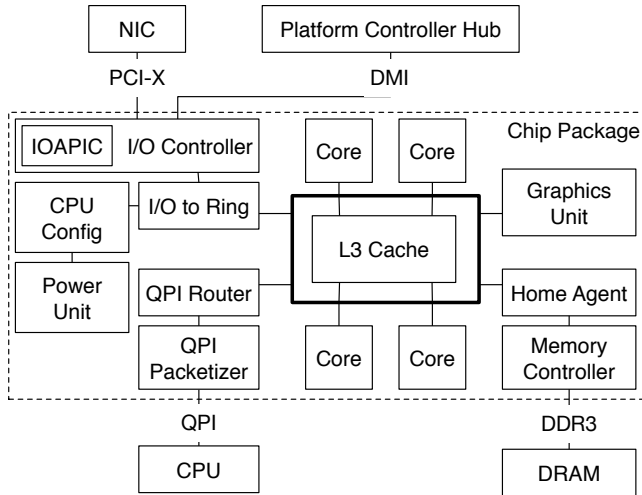 NIC
Platform Controller Hub
PCI-X
DMI
Chip Package
IOAPIC
I/O Controller
Core
Core
CPU
Config
I/O to Ring
Graphics
Unit
L3 Cache
Power
Unit
QPI Router
Home Agent
QPI
Packetizer
Core
Core
Memory
Controller
QPI
DDR3
CPU
DRAM